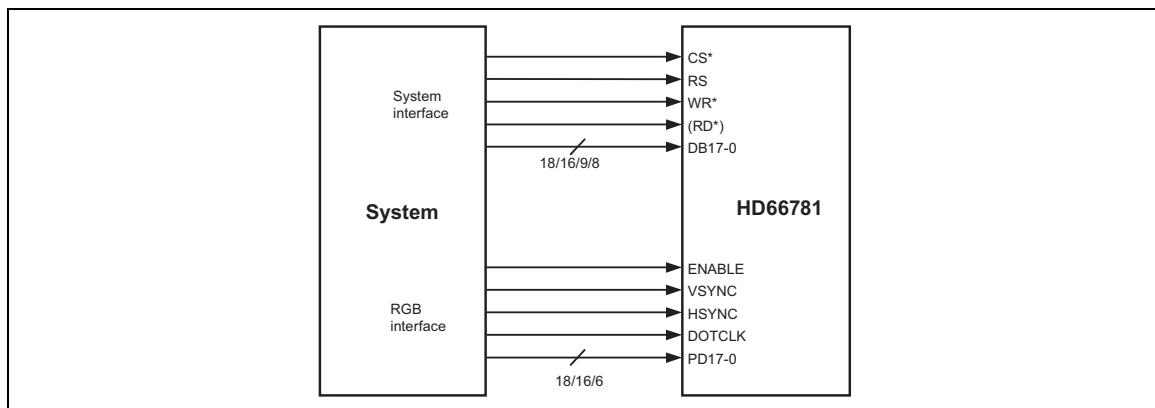 System
interface
CS*
RS
WR*
(RD*)
DB17-0
18/16/9/8
System
HD66781
RGB
interface
ENABLE
VSYNC
HSYNC
DOTCLK
PD17-0
18/16/6